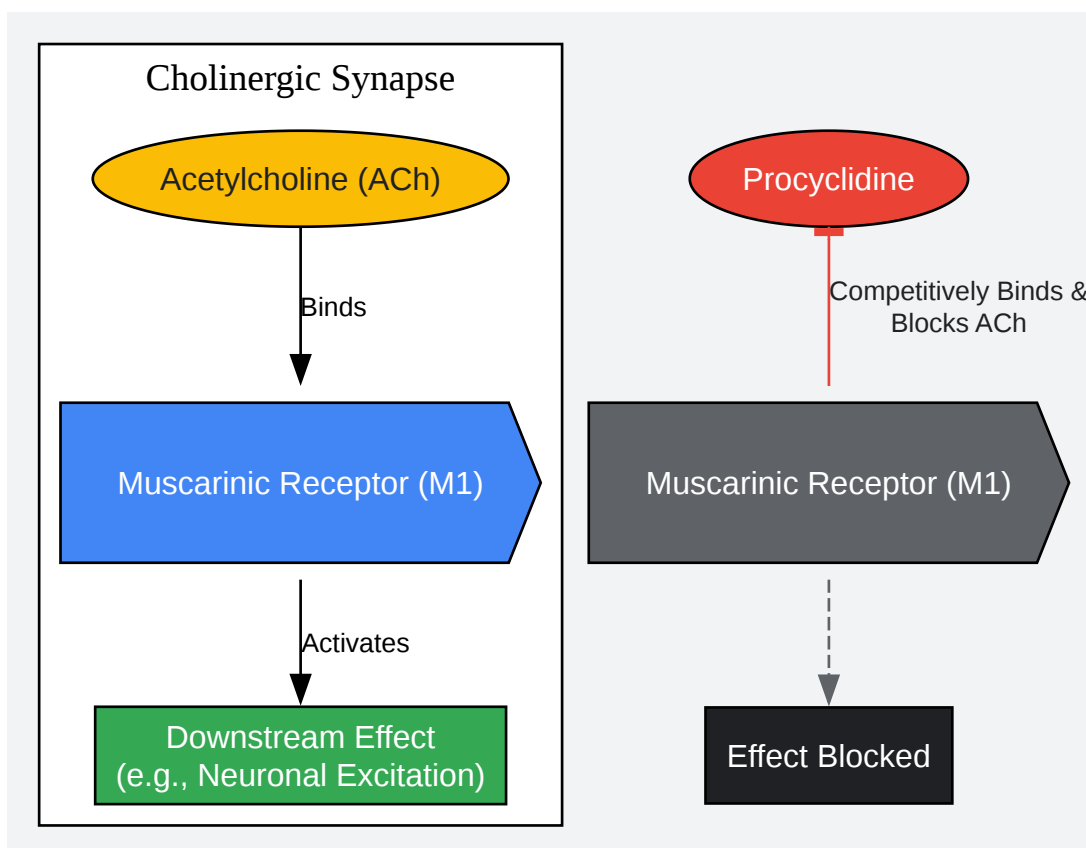 Cholinergic Synapse
Acetylcholine (ACh)
Binds
Muscarinic Receptor (M1)
Activates
Downstream Effect
(e.g., Neuronal Excitation)
Procyclidine
Competitively Binds &
Blocks ACh
Muscarinic Receptor (M1)
Effect Blocked